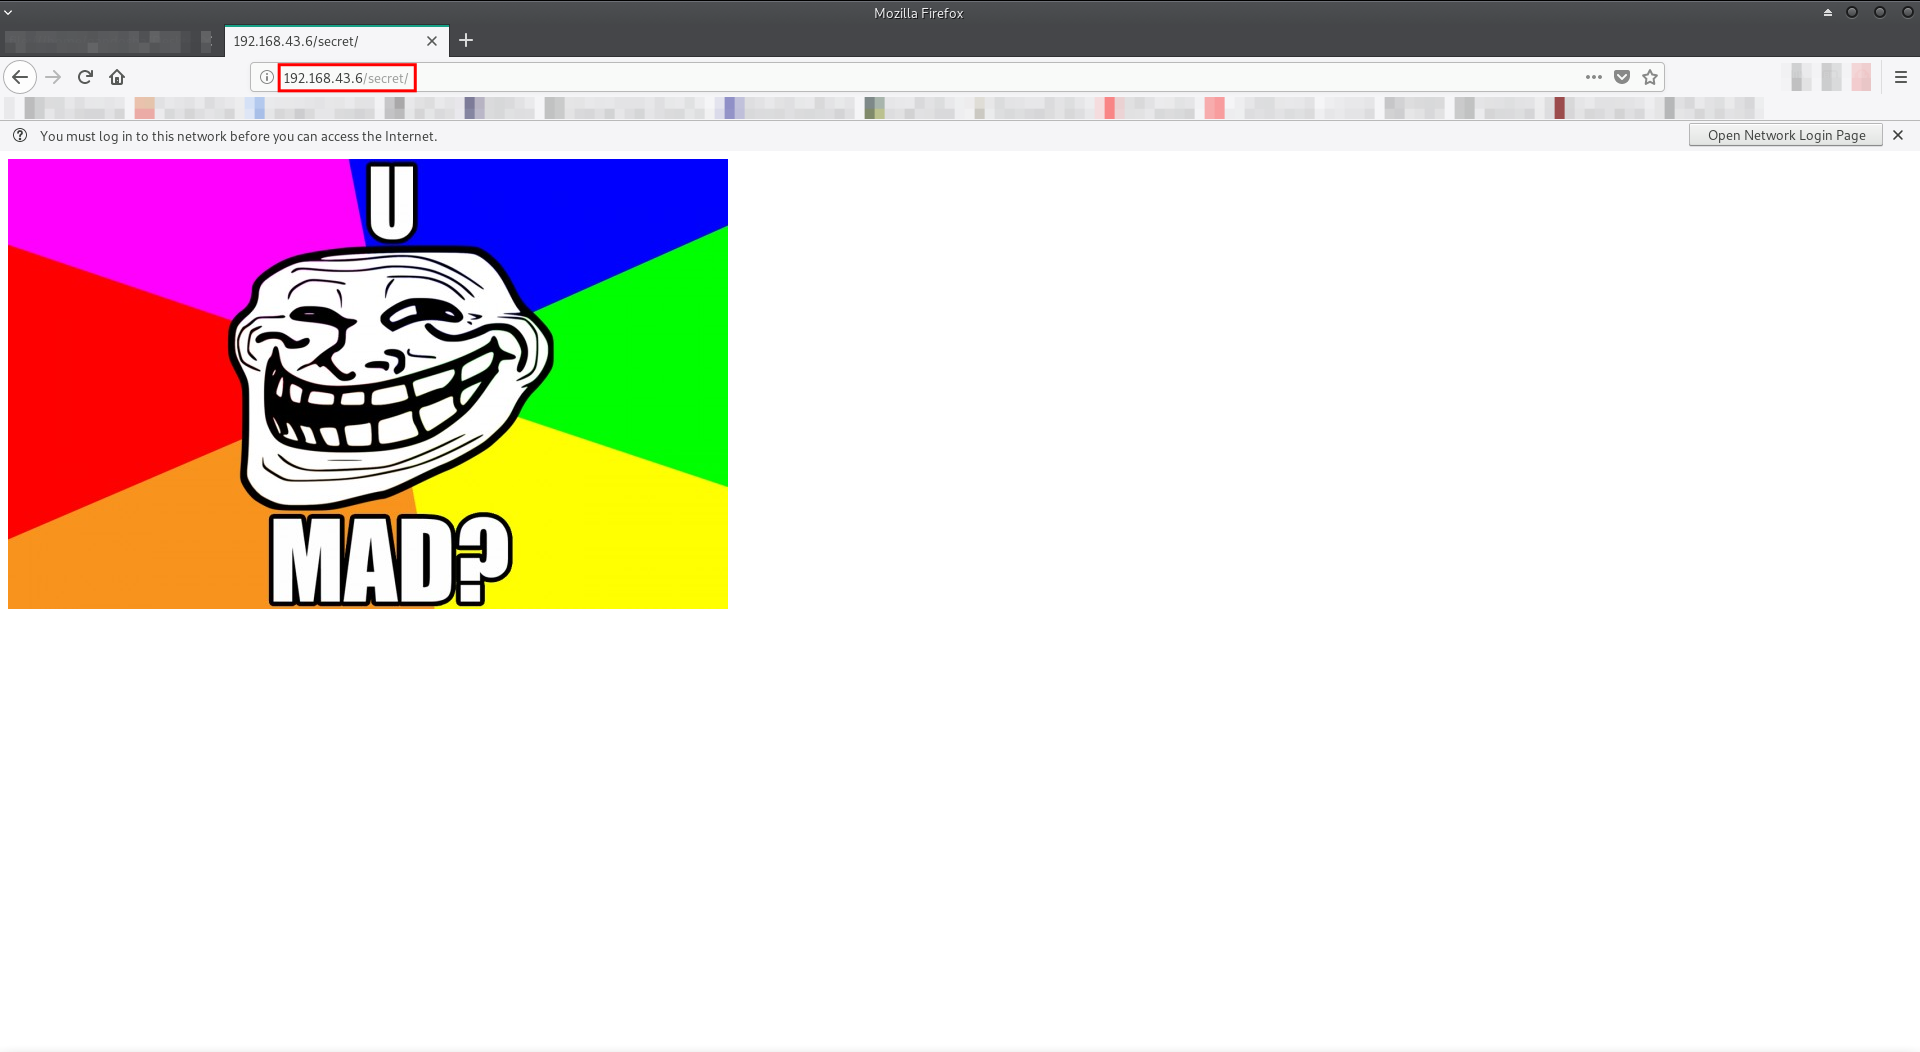 Mozilla Firefox
192.168.43.6/secret/
192.168.43.6/secret/
You must log in to this network before you can access the Internet.
Open Network Login Page
U
MAD?